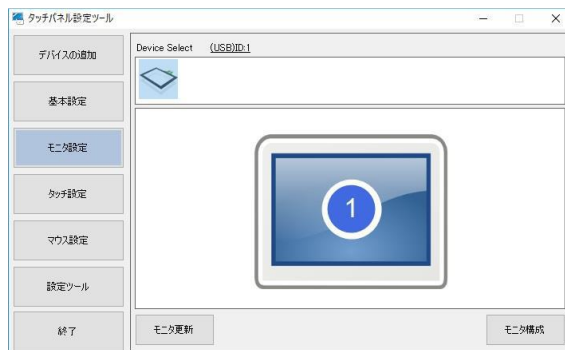 タッチパネル設定ツール
デバイスの追加
基本設定
モニタ設定
タッチ設定
マウス設定
設定ツール
終了
Device Select (USB)ID:1
1
モニタ更新
モニタ構成